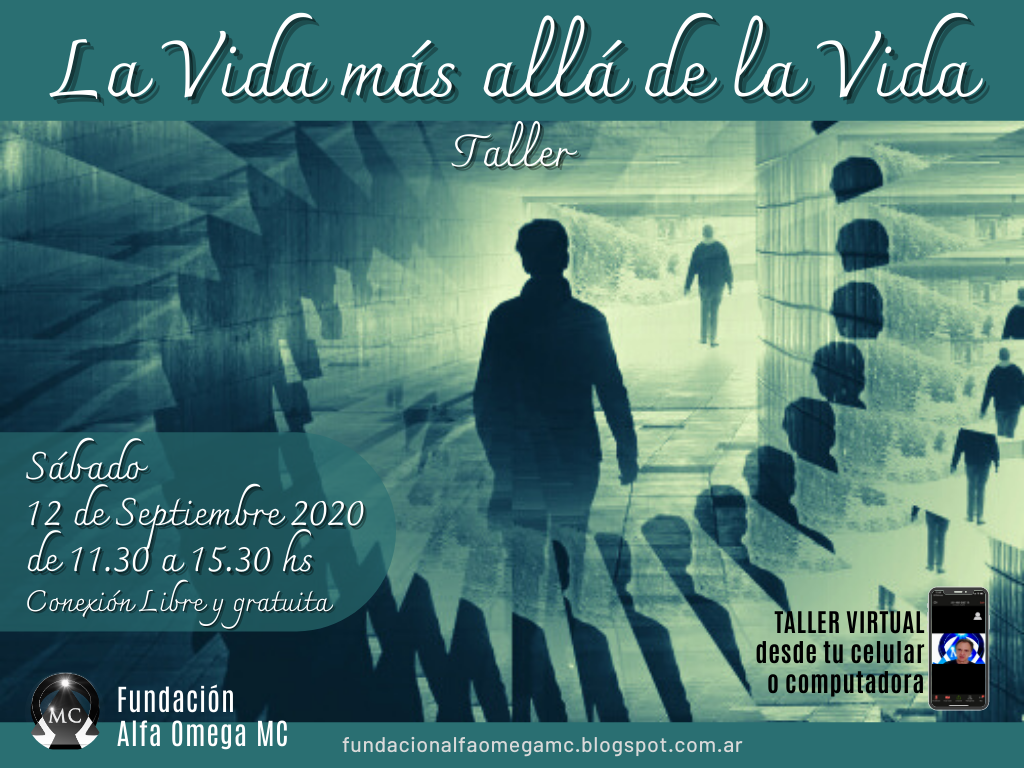 La Vida más allá de la Vida
Taller
Sábado
12 de Septiembre 2020
de 11.30 a 15.30 hs
Conexión Libre y gratuita
TALLER VIRTUAL
desde tu celular
o computadora
MC
Fundación
Alfa Omega MC
fundacionalfaomegamc.blogspot.com.ar